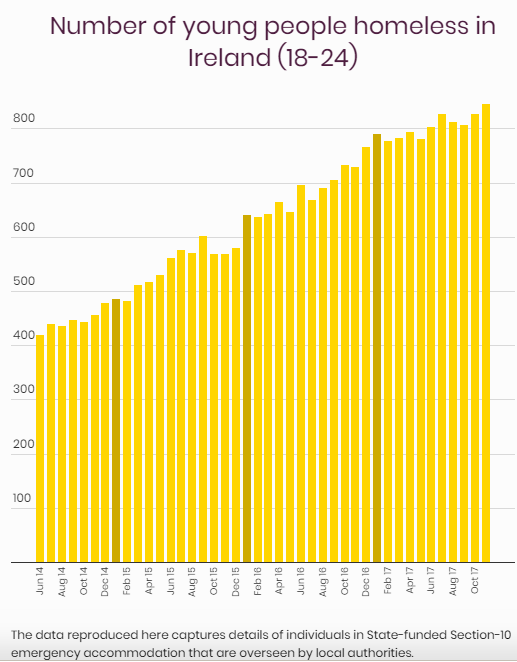 Number of young people homeless in
Ireland (18-24)
800
700
600
500
400
300
200
100
Jun 14
Aug 14
Oct 14
Dec 14
Feb 15
Apr 15
Jun 15
Aug 15
Oct 15
Dec 15
Feb 16
Apr 16
Jun 16
Aug 16
Oct 16
Dec 16
Feb 17
Apr 17
Jun 17
Aug 17
Oct 17
The data reproduced here captures details of individuals in State-funded Section-10
emergency accommodation that are overseen by local authorities.